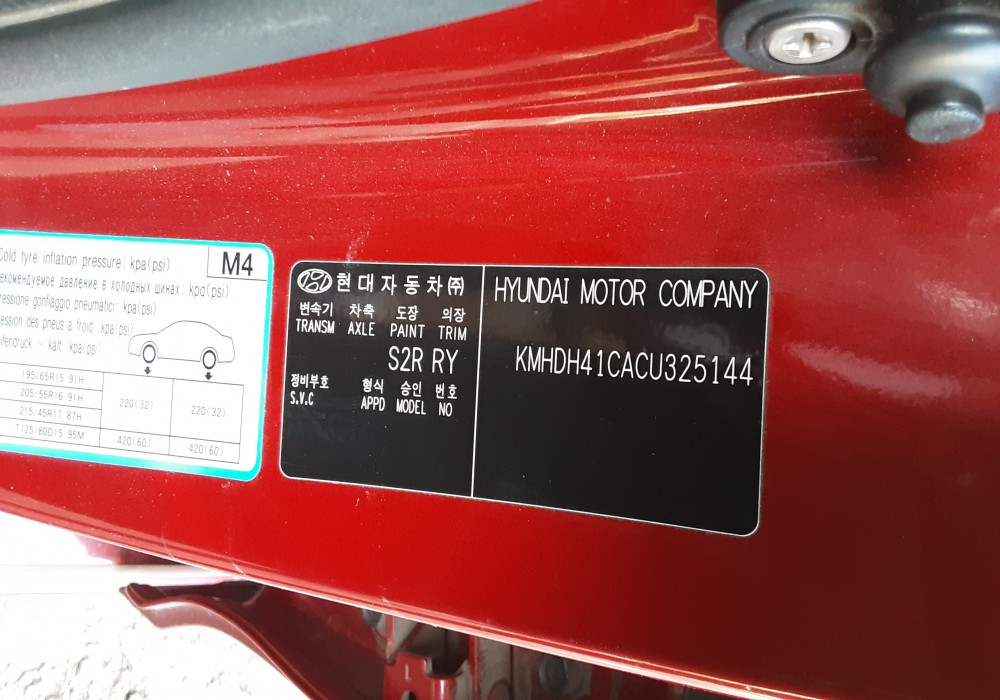 Cold tyre inflation pressure: kpa(psi)
M4
екомендуемое давление в холодных шинах: kpa(psi)
ressione gonfiaggio pneumatici: kpa(psi)
ession des pneus a froid: kpa(psi)
eifendruck - kalt: kpa(psi)
195/65R15 91H
205/55R16 91H
215/45R17 87H
220(32) 220(32)
T125/80D15 95M 420(60) 420(60)
현대자동차㈜
변속기 차축 도장 의장
TRANSM AXLE PAINT TRIM
S2R RY
정비부호 형식 승인 번호
S.V.C APPD MODEL NO
HYUNDAI MOTOR COMPANY
KMHDH41CACU325144